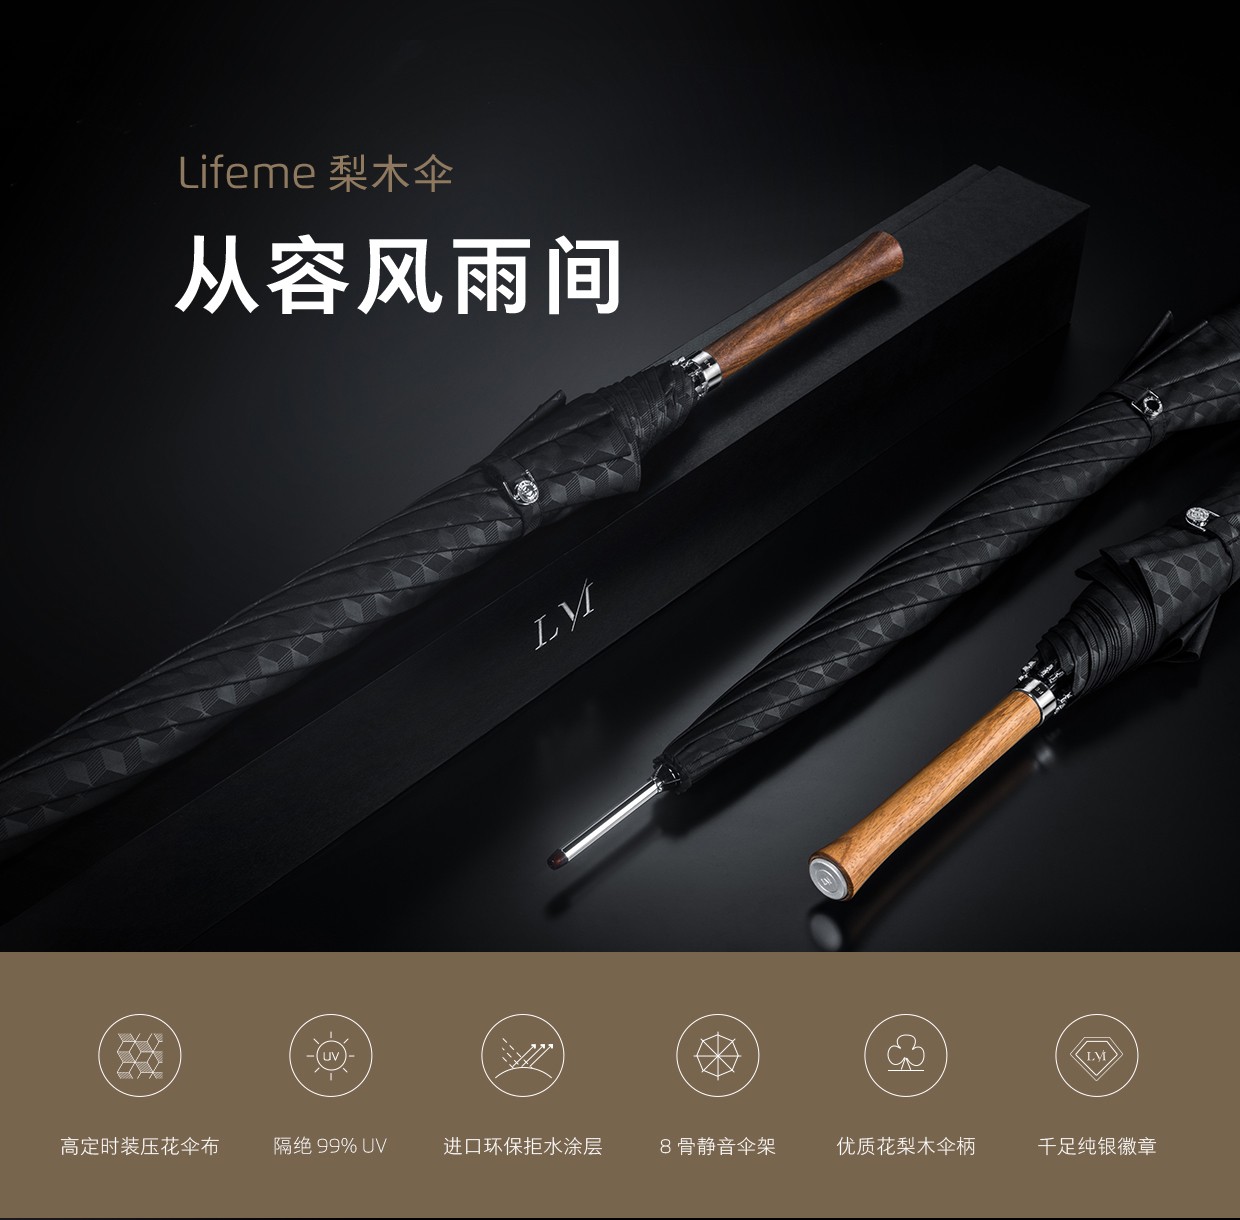 Lifeme 梨木伞
从容风雨间
LM
UV
LM
高定时装压花伞布
隔绝 99% UV
进口环保拒水涂层
8 骨静音伞架
优质花梨木伞柄
千足纯银徽章